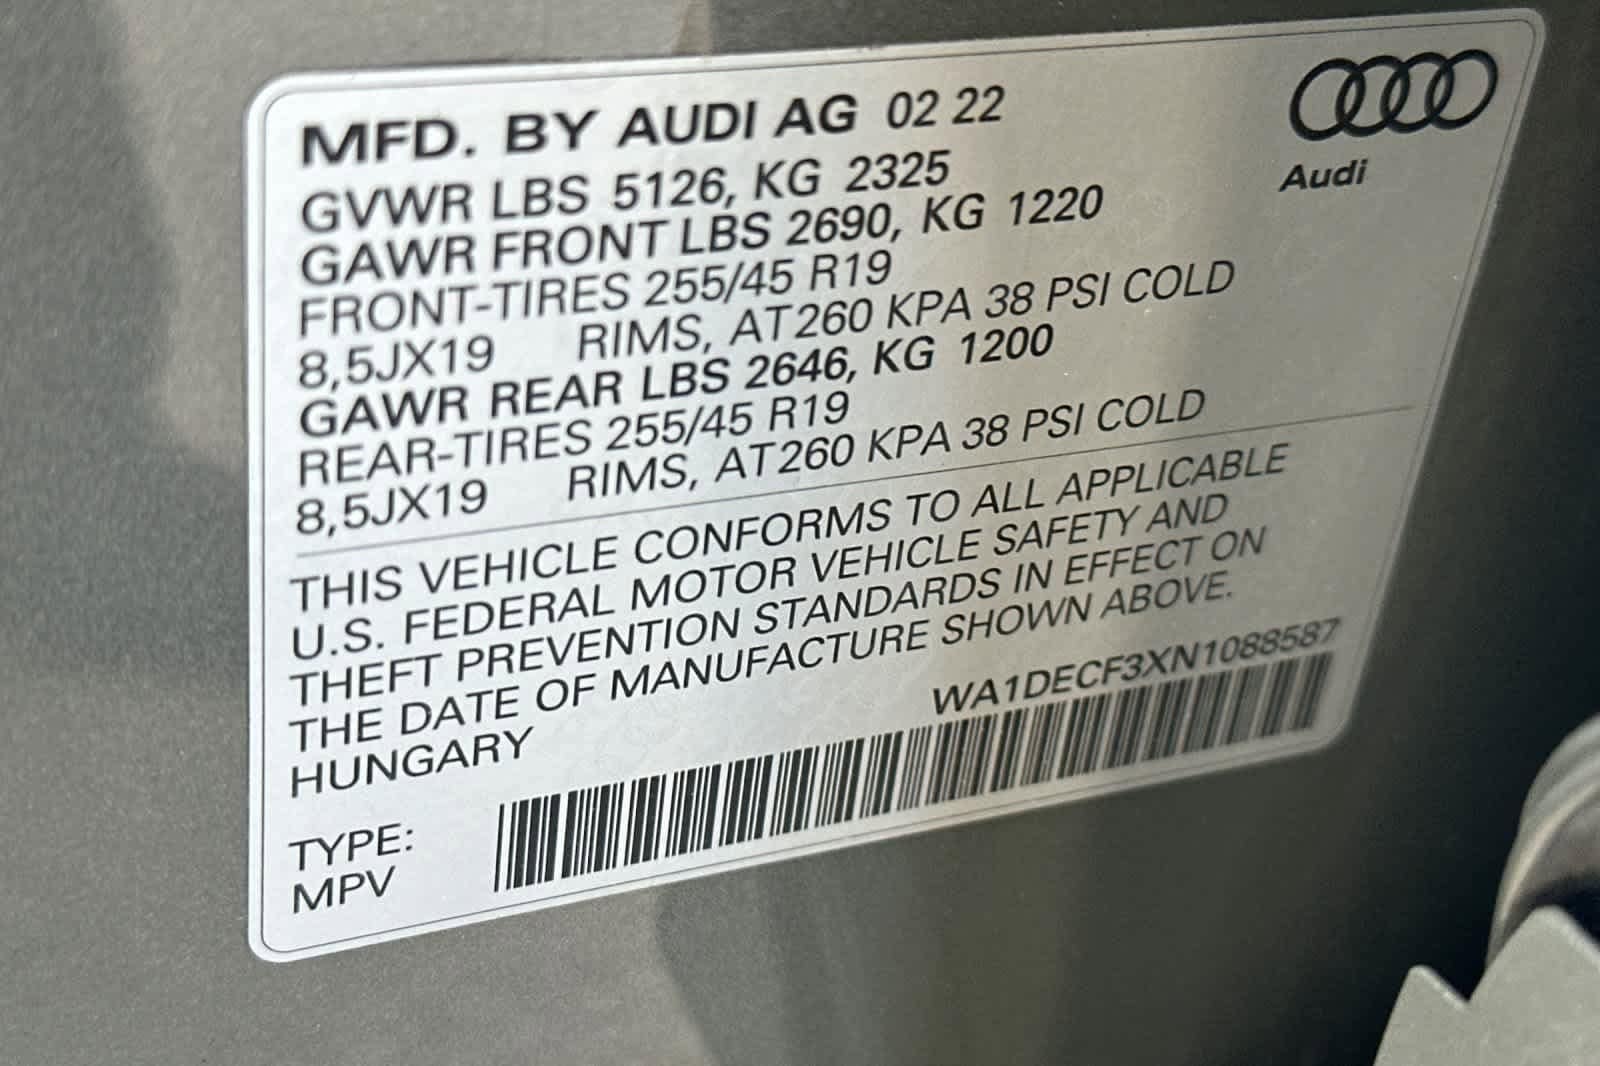 MFD. BY AUDI AG 02 22
Audi
GVWR LBS 5126, KG 2325
GAWR FRONT LBS 2690, KG 1220
FRONT-TIRES 255/45 R19
8,5JX19 RIMS, AT260 KPA 38 PSI COLD
GAWR REAR LBS 2646, KG 1200
REAR-TIRES 255/45 R19
8,5JX19 RIMS, AT260 KPA 38 PSI COLD
THIS VEHICLE CONFORMS TO ALL APPLICABLE
U.S. FEDERAL MOTOR VEHICLE SAFETY AND
THEFT PREVENTION STANDARDS IN EFFECT ON
THE DATE OF MANUFACTURE SHOWN ABOVE.
HUNGARY
WA1DECF3XN1088587
TYPE:
MPV